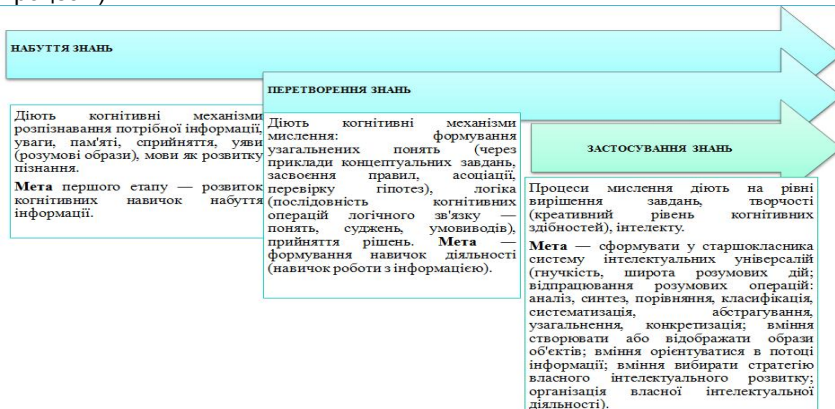 НАБУТТЯ ЗНАНЬ
Діють когнітивні механізми
розпізнавання потрібної інформації,
уваги, пам'яті, сприйняття, уяви
(розумові образи), мови як розвитку
пізнання.
Мета першого етапу — розвиток
когнітивних навичок набуття
інформації.
ПЕРЕТВОРЕННЯ ЗНАНЬ
Діють когнітивні механізми
мислення: формування
узагальнених понять (через
приклади концептуальних завдань,
засвоєння правил, асоціації,
перевірку гіпотез), логіка
(послідовність когнітивних
операцій логічного зв'язку —
понять, суджень, умовиводів),
прийняття рішень. Мета —
формування навичок діяльності
(навичок роботи з інформацією).
ЗАСТОСУВАННЯ ЗНАНЬ
Процеси мислення діють на рівні
вирішення завдань, творчості
(креативний рівень когнітивних
здібностей), інтелекту.
Мета — сформувати у старшокласника
систему інтелектуальних універсалій
(гнучкість, широта розумових дій;
відпрацювання розумових операцій:
аналіз, синтез, порівняння, класифікація,
систематизація, абстрагування,
узагальнення, конкретизація; вміння
створювати або відображати образи
об'єктів; вміння орієнтуватися в потоці
інформації; вміння вибирати стратегію
власного інтелектуального розвитку;
організація власної інтелектуальної
діяльності).